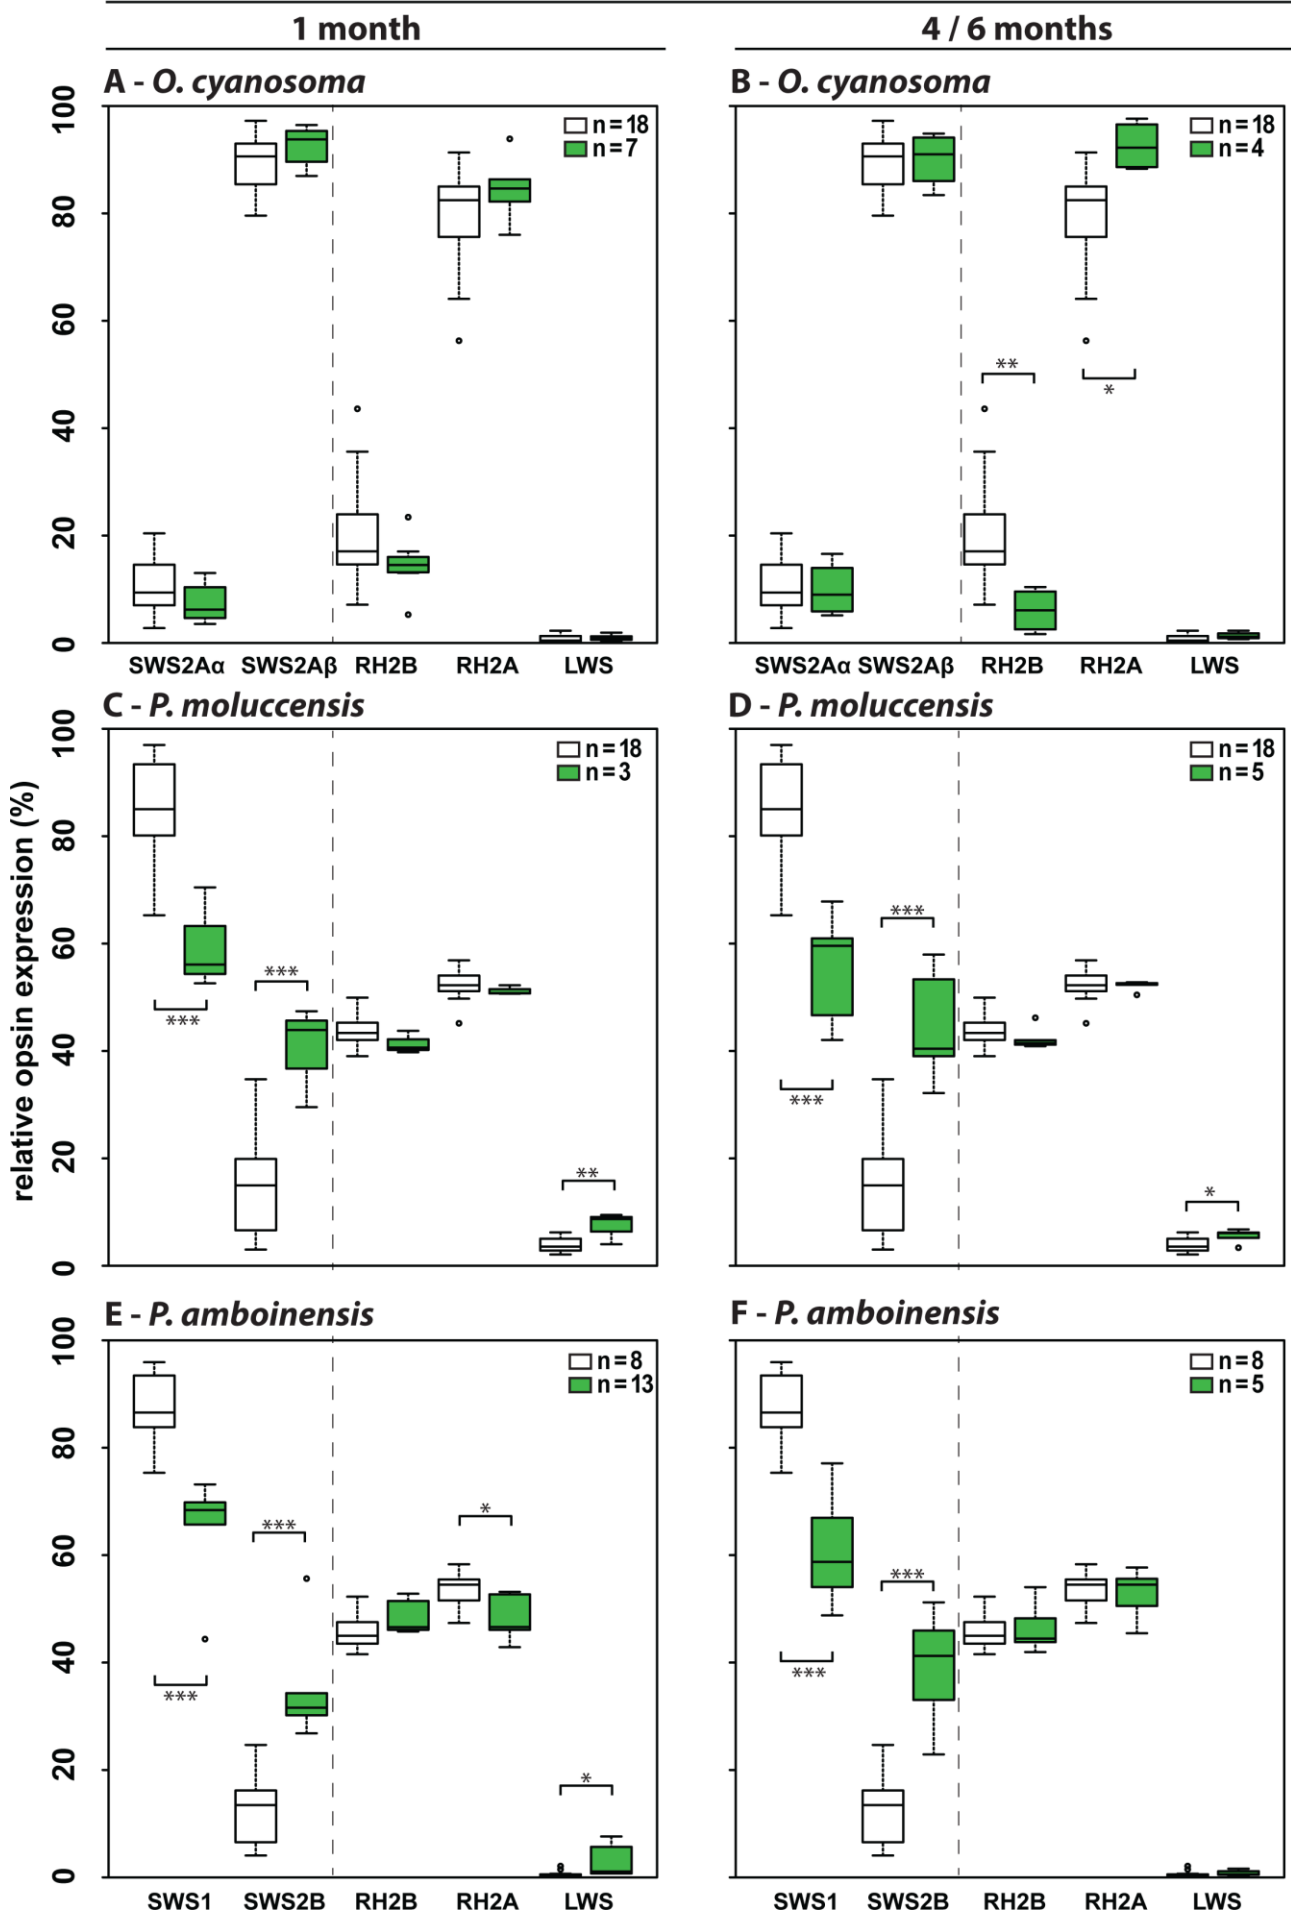 1 month
4 / 6 months
A - O. cyanosoma
B - O. cyanosoma
100
80
60
40
20
0
n=18
n=7
n=18
n=4
**
*
SWS2Aα SWS2Aβ RH2B RH2A LWS
SWS2Aα SWS2Aβ RH2B RH2A LWS
C - P. moluccensis
D - P. moluccensis
relative opsin expression (%)
100
80
60
40
20
0
n=18
n=3
n=18
n=5
***
***
**
***
***
*
E - P. amboinensis
F - P. amboinensis
100
80
60
40
20
0
n=8
n=13
n=8
n=5
***
***
*
*
***
***
SWS1 SWS2B RH2B RH2A LWS
SWS1 SWS2B RH2B RH2A LWS